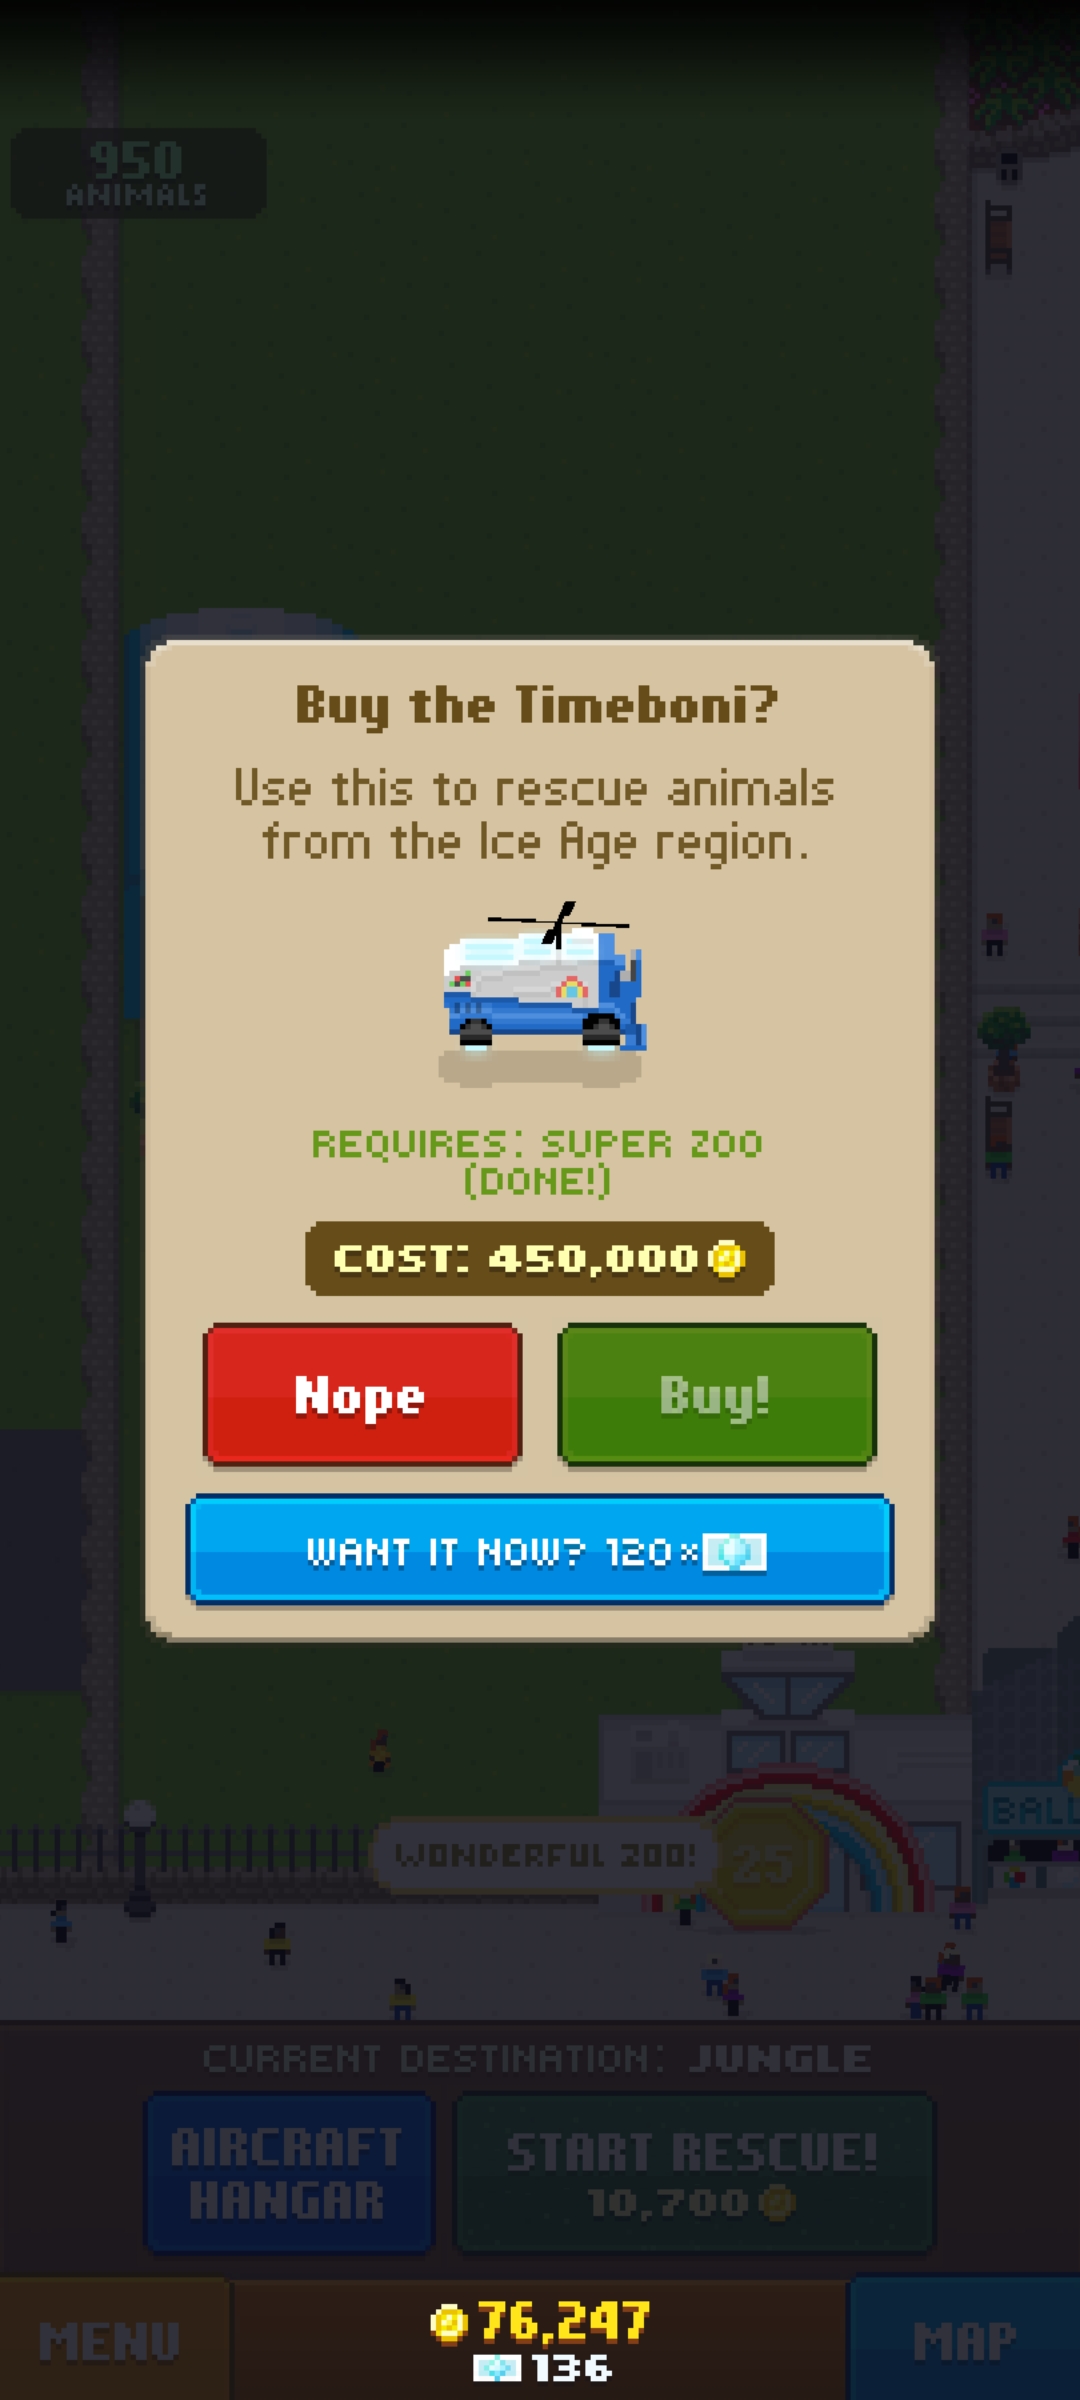 950
ANIMALS
Buy the Timeboni?
Use this to rescue animals
from the Ice Age region.
REQUIRES: SUPER ZOO
(DONE!)
COST: 450,000
Nope
Buy!
WANT IT NOW? 120x
WONDERFUL ZOO!
25
BALL
CURRENT DESTINATION: JUNGLE
AIRCRAFT
HANGAR
START RESCUE!
10,700
MENU
76,247
136
MAP